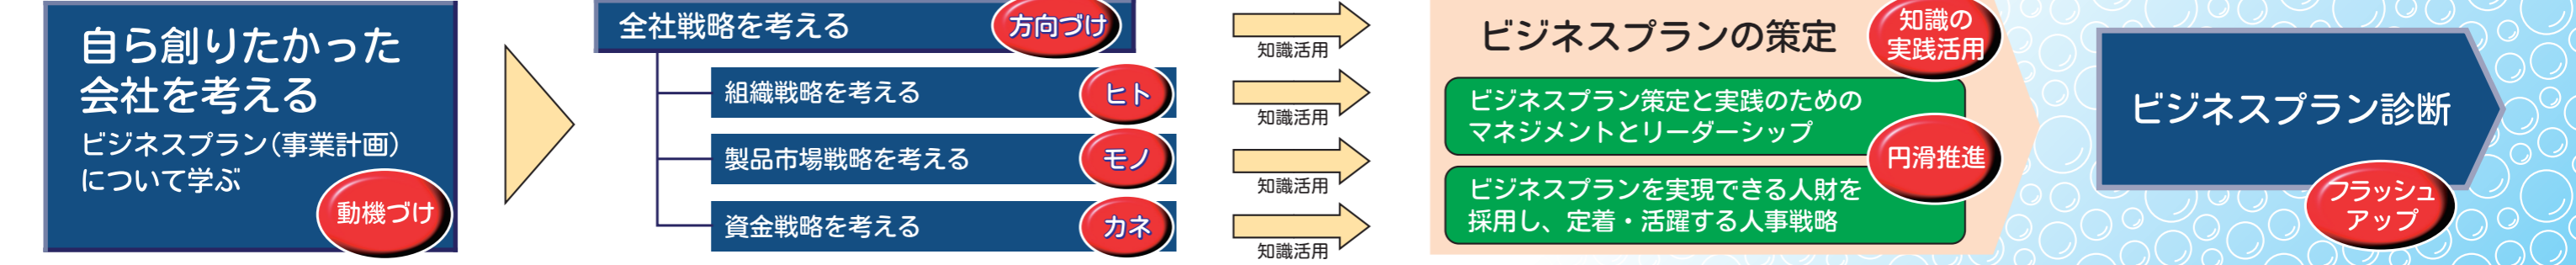 自ら創りたかった
会社を考える
ビジネスプラン(事業計画)
について学ぶ
動機づけ
全社戦略を考える
方向づけ
組織戦略を考える
ヒト
製品市場戦略を考える
モノ
資金戦略を考える
カネ
知識活用
知識活用
知識活用
知識活用
ビジネスプランの策定
知識の
実践活用
ビジネスプラン策定と実践のための
マネジメントとリーダーシップ
円滑推進
ビジネスプランを実現できる人財を
採用し、定着・活躍する人事戦略
ビジネスプラン診断
フラッシュ
アップ